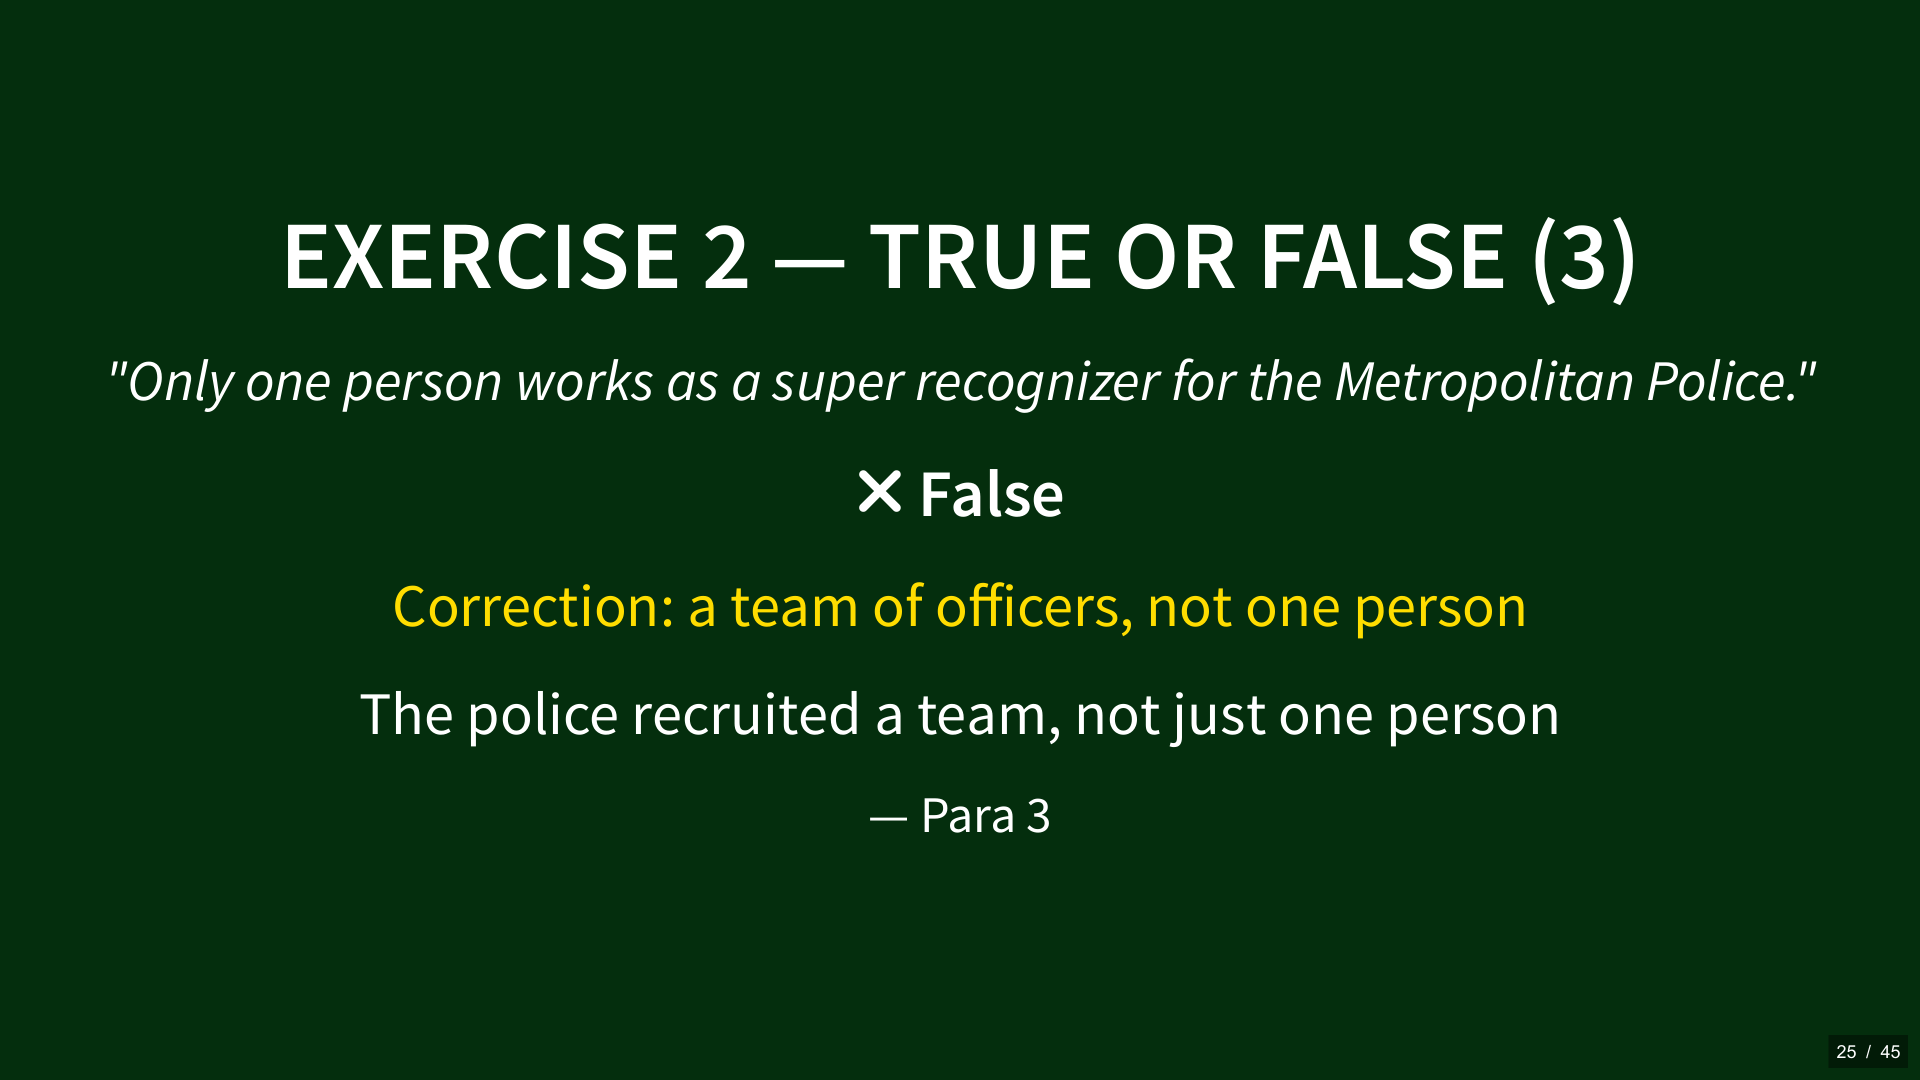 EXERCISE 2 — TRUE OR FALSE (3)
"Only one person works as a super recognizer for the Metropolitan Police."
❌ False
Correction: a team of officers, not one person
The police recruited a team, not just one person
— Para 3
25 / 45